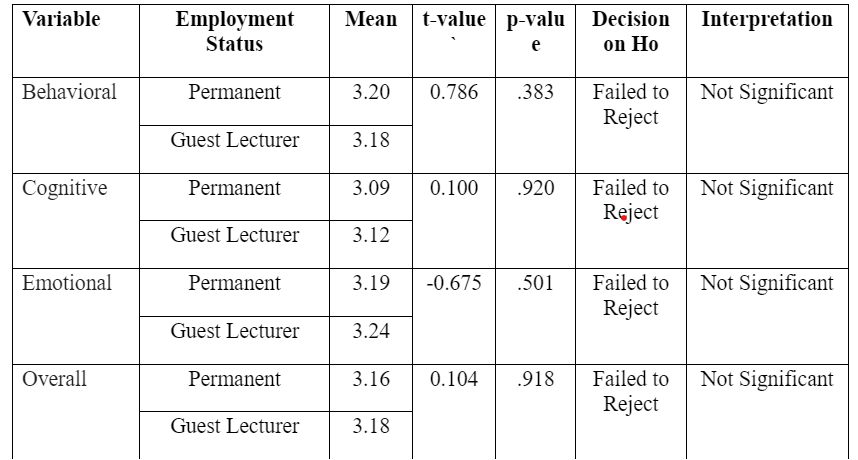 Variable Employment Status Mean t-value ` p-value Decision on Ho Interpretation
Behavioral Permanent 3.20 0.786 .383 Failed to Reject Not Significant
Guest Lecturer 3.18
Cognitive Permanent 3.09 0.100 .920 Failed to Reject Not Significant
Guest Lecturer 3.12
Emotional Permanent 3.19 -0.675 .501 Failed to Reject Not Significant
Guest Lecturer 3.24
Overall Permanent 3.16 0.104 .918 Failed to Reject Not Significant
Guest Lecturer 3.18